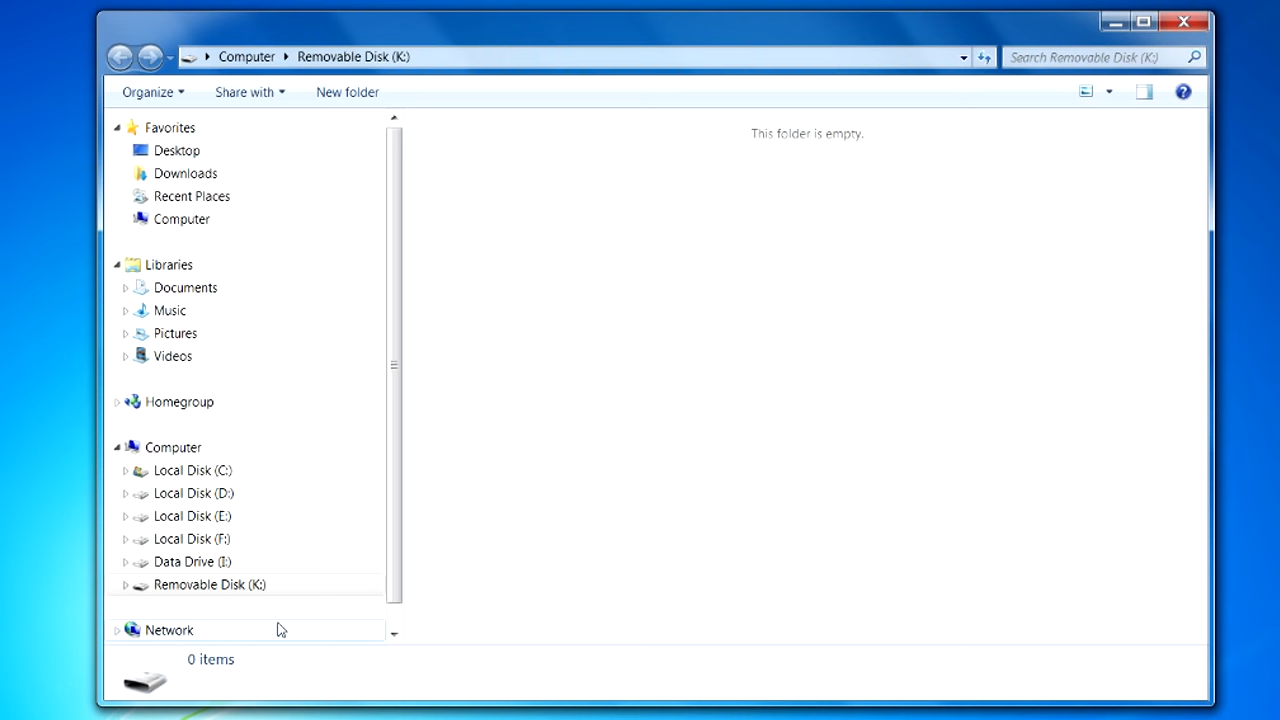 Computer Removable Disk (K:)
Search Removable Disk (K:)
Organize Share with New folder
This folder is empty.
Favorites
Desktop
Downloads
Recent Places
Computer
Libraries
Documents
Music
Pictures
Videos
Homegroup
Computer
Local Disk (C:)
Local Disk (D:)
Local Disk (E:)
Local Disk (F:)
Data Drive (I:)
Removable Disk (K:)
Network
0 items